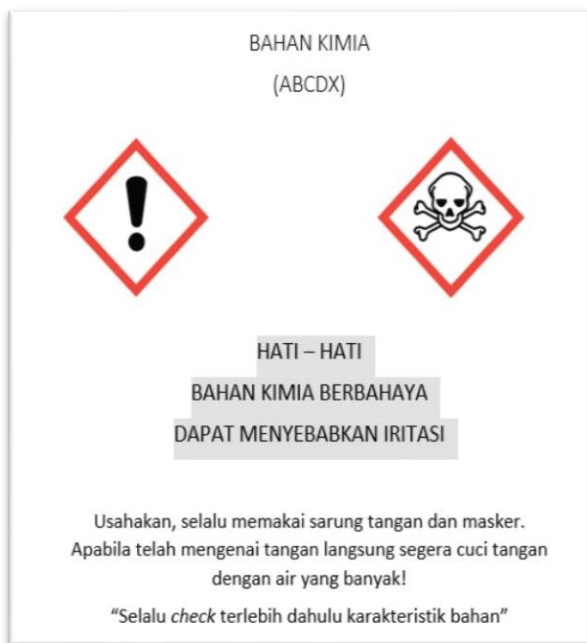 BAHAN KIMIA
(ABCDX)
HATI – HATI
BAHAN KIMIA BERBAHAYA
DAPAT MENYEBABKAN IRITASI
Usahakan, selalu memakai sarung tangan dan masker.
Apabila telah mengenai tangan langsung segera cuci tangan
dengan air yang banyak!
“Selalu check terlebih dahulu karakteristik bahan”